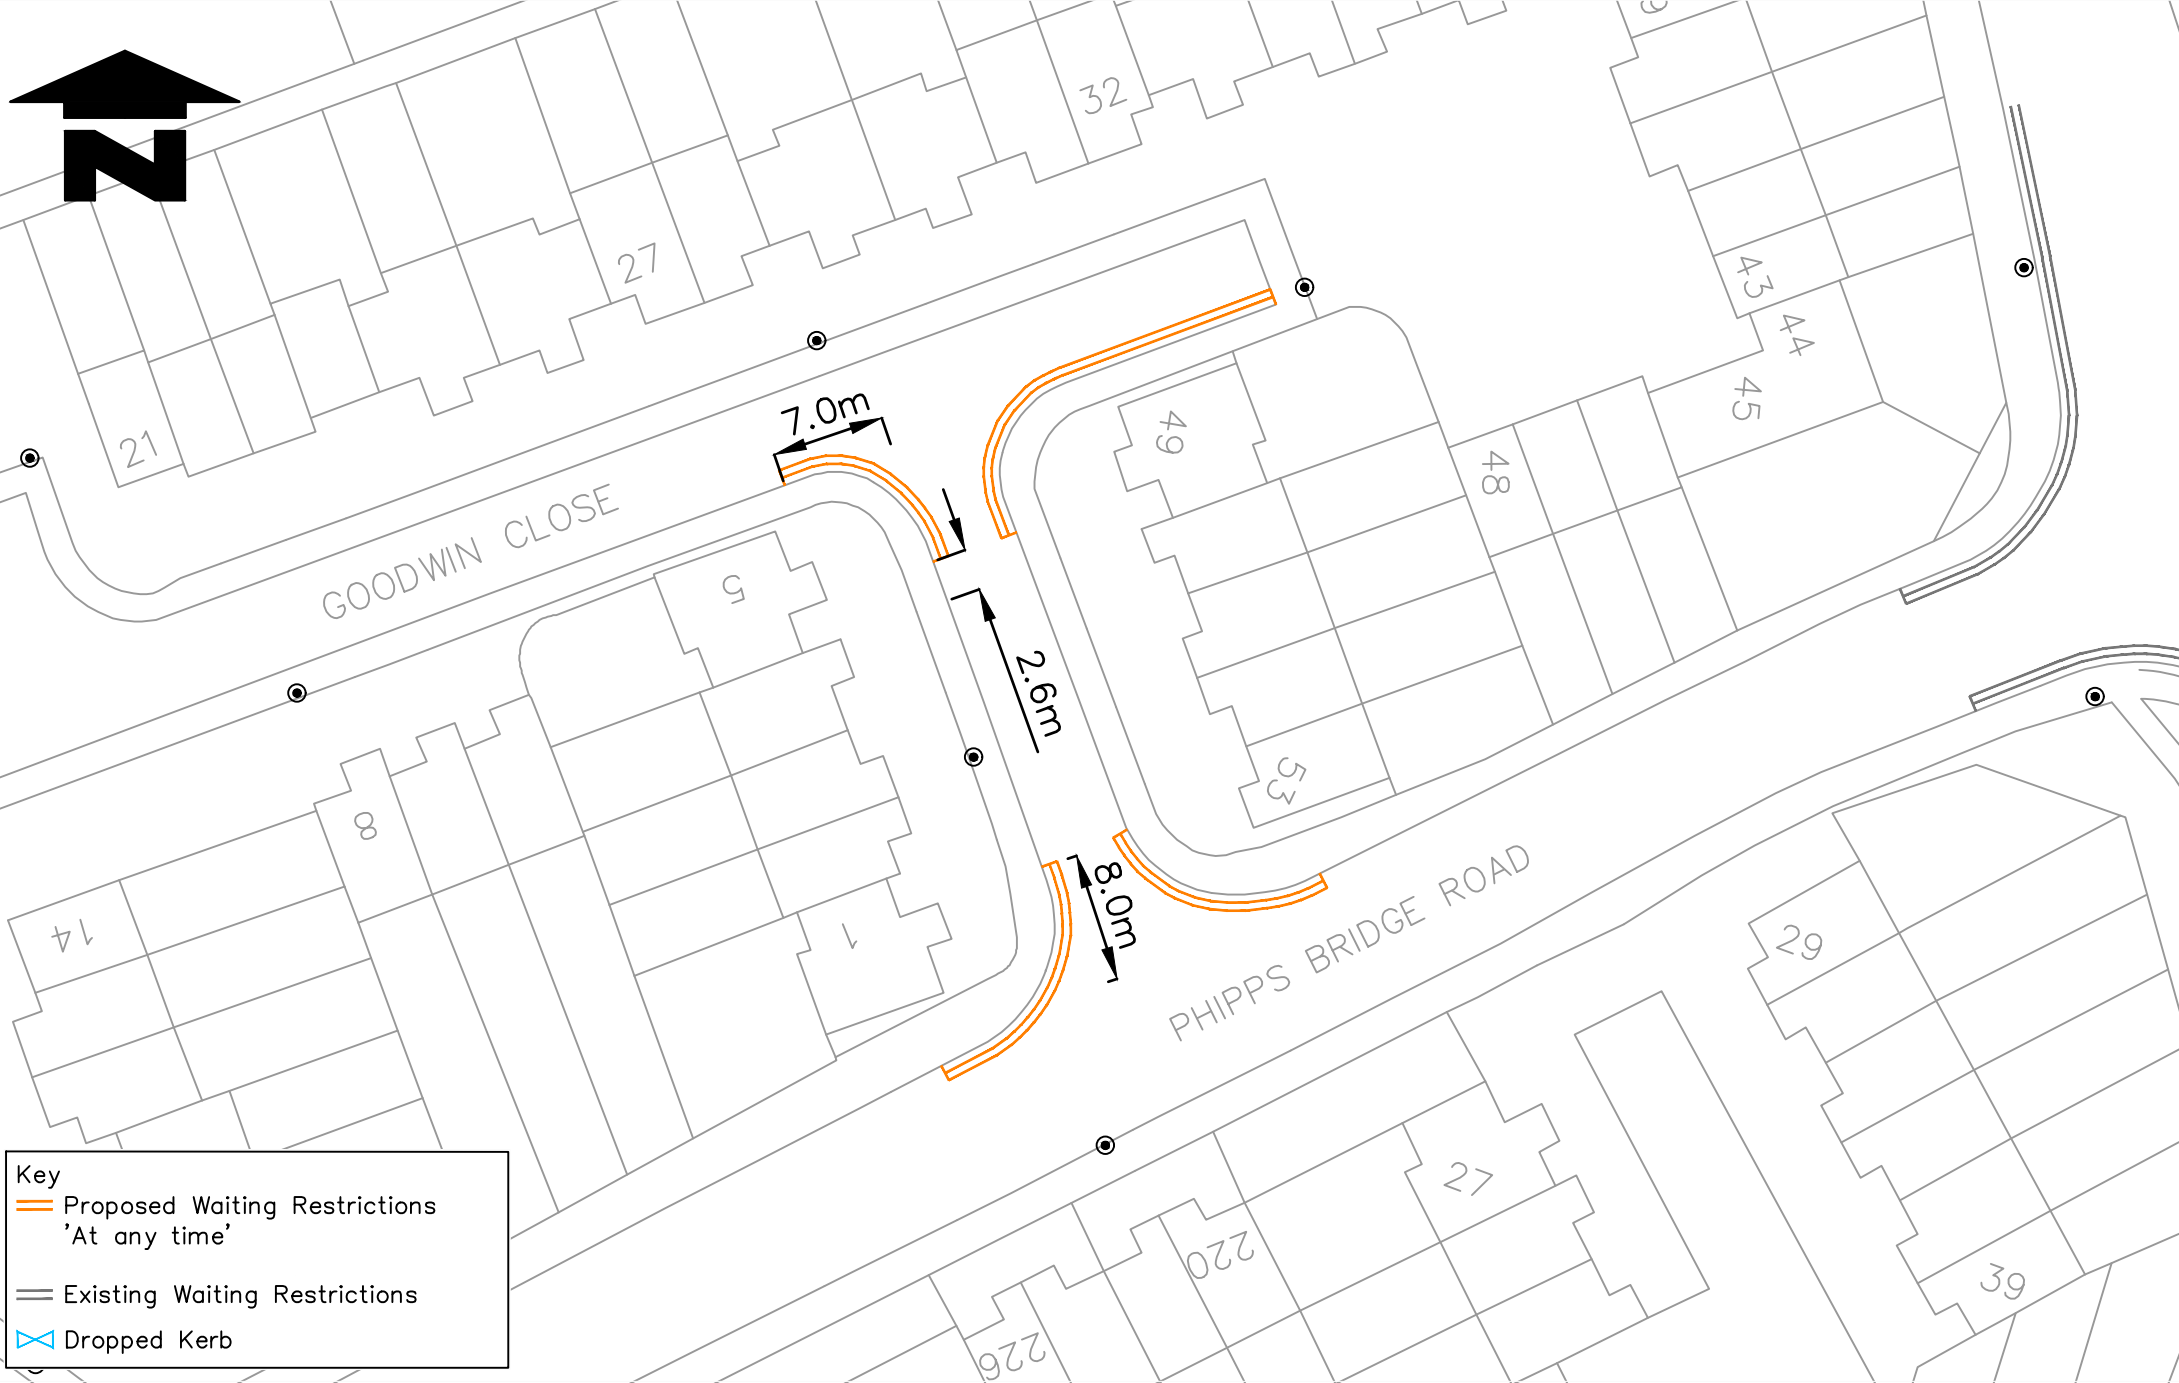 N
32
27
21
7.0m
GOODWIN CLOSE
5
49
48
43
44
45
2.6m
53
8
14
1
8.0m
PHIPPS BRIDGE ROAD
29
27
220
226
39
Key
Proposed Waiting Restrictions
'At any time'
Existing Waiting Restrictions
Dropped Kerb